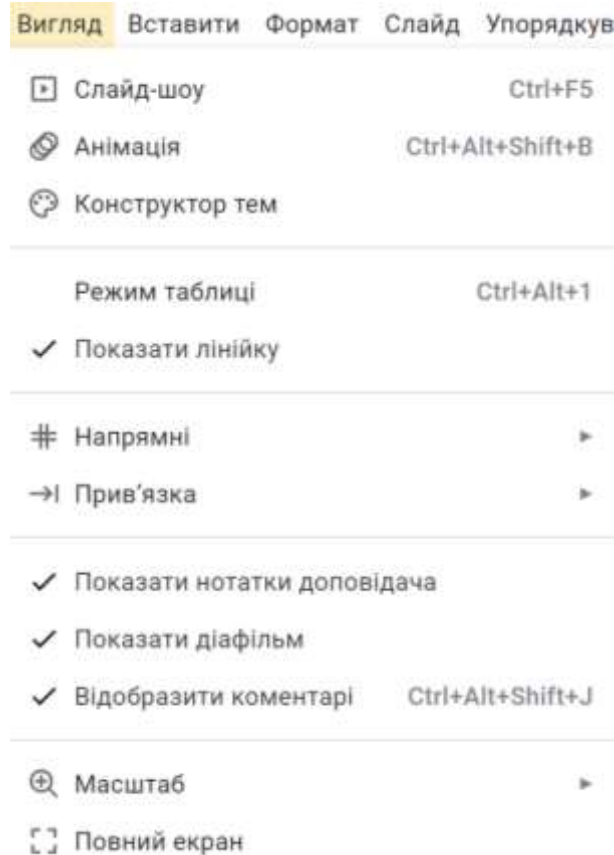 Вигляд Вставити Формат Слайд Упорядкув
Слайд-шоу Ctrl+F5
Анімація Ctrl+Alt+Shift+B
Конструктор тем
Режим таблиці Ctrl+Alt+1
Показати лінійку
Напрямні
Прив’язка
Показати нотатки доповідача
Показати діафільм
Відобразити коментарі Ctrl+Alt+Shift+J
Масштаб
Повний екран